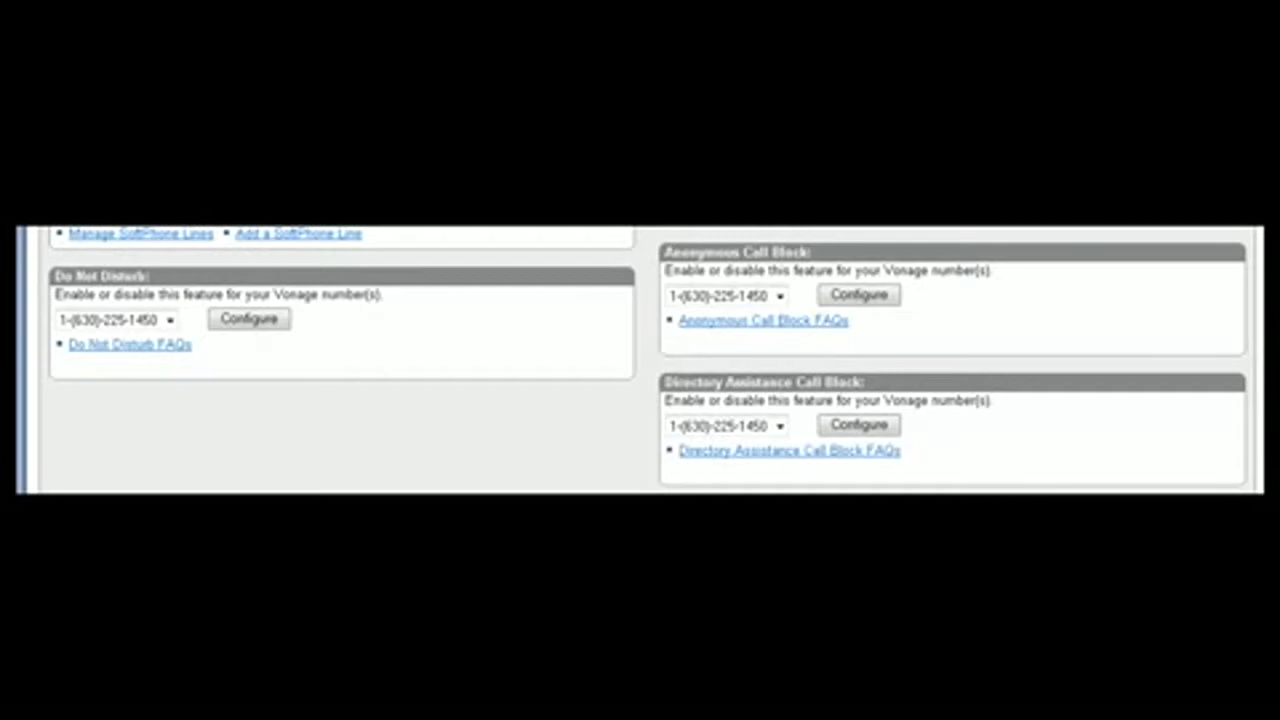 Manage SoftPhone Lines Add a SoftPhone Line
Do Not Disturb:
Enable or disable this feature for your Vonage number(s).
1-(630)-225-1450 Configure
Do Not Disturb FAQs
Anonymous Call Block:
Enable or disable this feature for your Vonage number(s).
1-(630)-225-1450 Configure
Anonymous Call Block FAQs
Directory Assistance Call Block:
Enable or disable this feature for your Vonage number(s).
1-(630)-225-1450 Configure
Directory Assistance Call Block FAQs